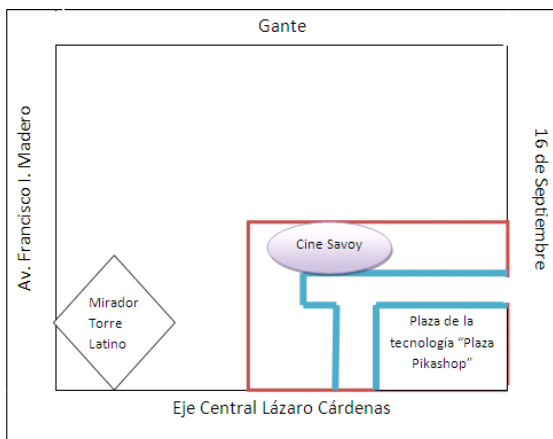 Gante
Av. Francisco I. Madero
16 de Septiembre
Cine Savoy
Mirador
Torre
Latino
Plaza de la
tecnología “Plaza
Pikashop”
Eje Central Lázaro Cárdenas